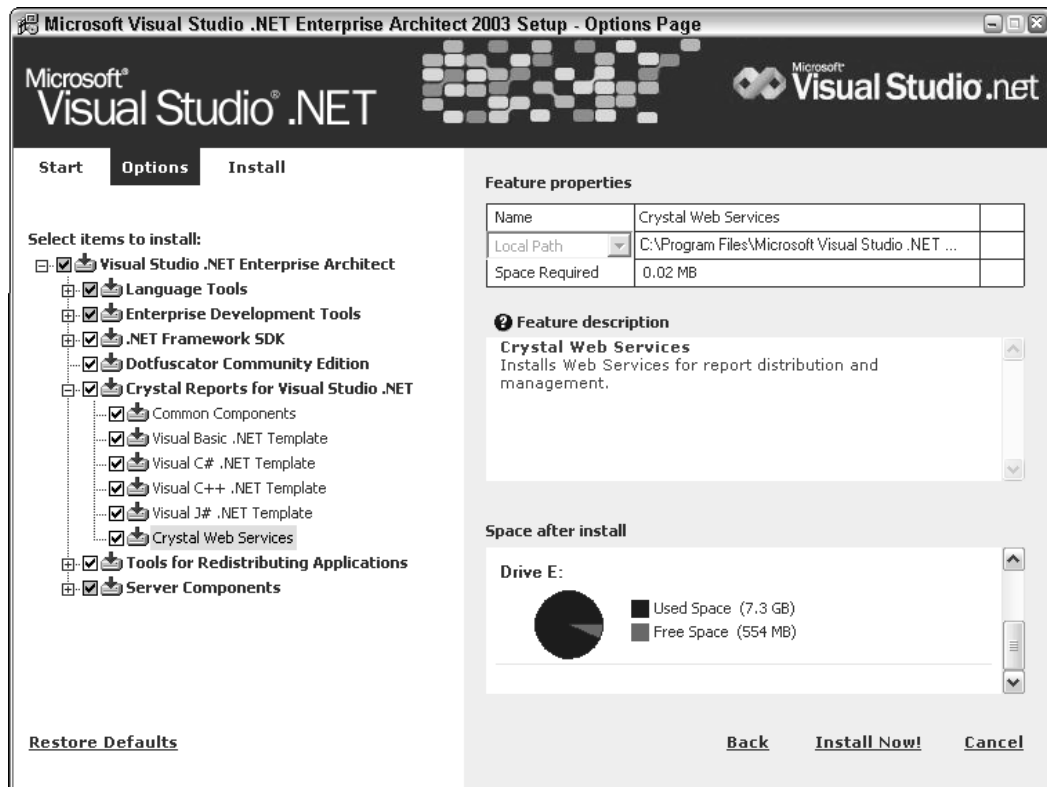 Microsoft Visual Studio .NET Enterprise Architect 2003 Setup - Options Page
Microsoft®
Visual Studio® .NET
Microsoft®
Visual Studio.net
Start
Options
Install
Select items to install:
Visual Studio .NET Enterprise Architect
Language Tools
Enterprise Development Tools
.NET Framework SDK
Dotfuscator Community Edition
Crystal Reports for Visual Studio .NET
Common Components
Visual Basic .NET Template
Visual C# .NET Template
Visual C++ .NET Template
Visual J# .NET Template
Crystal Web Services
Tools for Redistributing Applications
Server Components
Restore Defaults
Feature properties
Name Crystal Web Services
Local Path C:\Program Files\Microsoft Visual Studio .NET ...
Space Required 0.02 MB
Feature description
Crystal Web Services
Installs Web Services for report distribution and
management.
Space after install
Drive E:
Used Space (7.3 GB)
Free Space (554 MB)
Back
Install Now!
Cancel